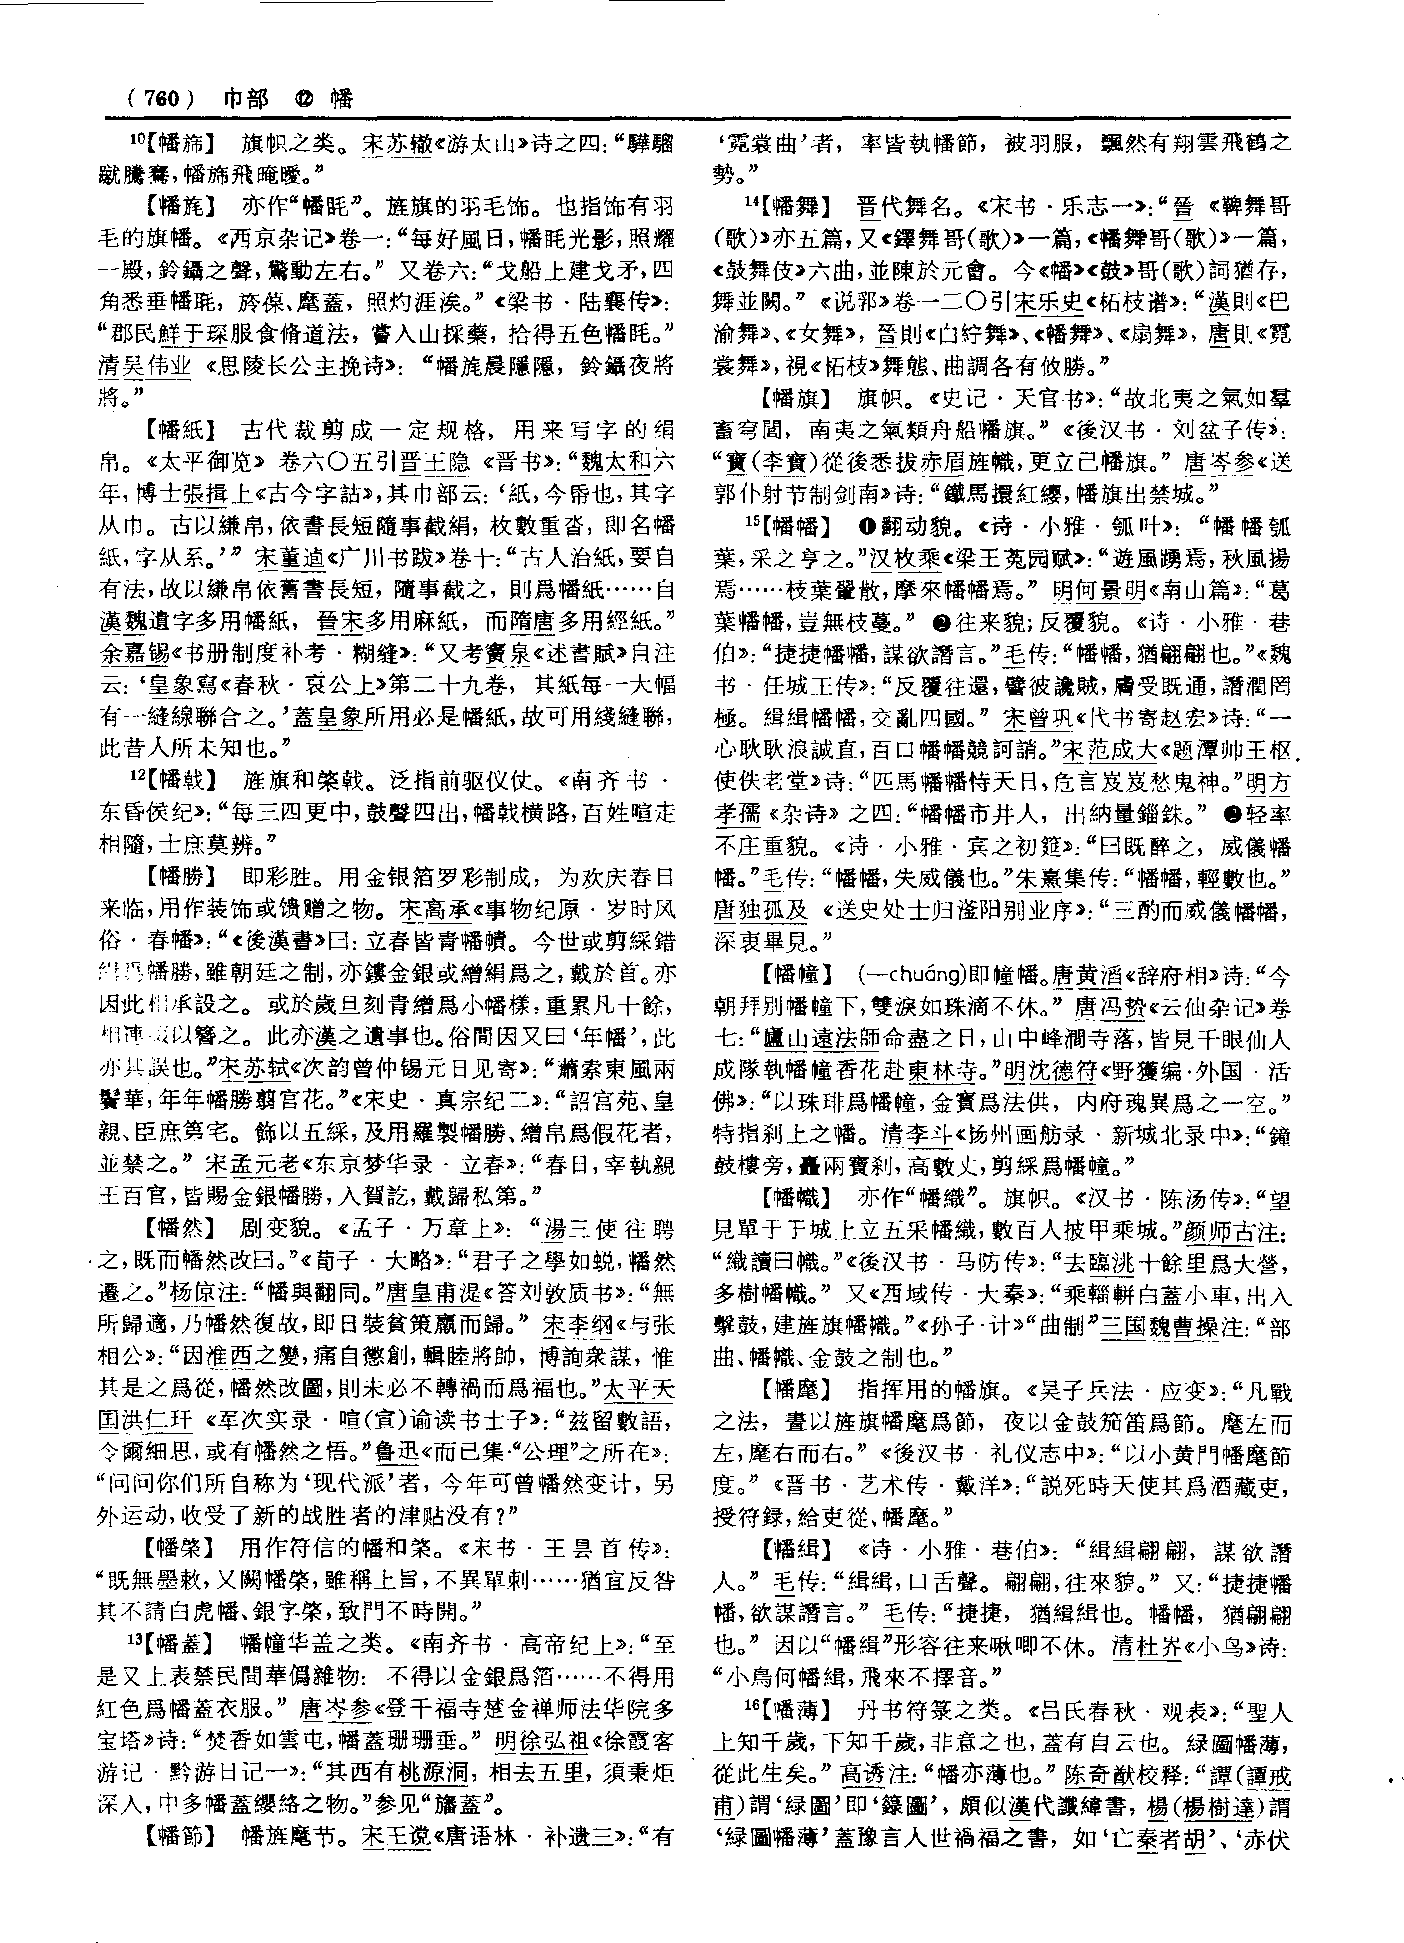 (760) 巾部 ⑫ 幡
¹⁰【幡旆】 旗帜之类。宋苏辙《游太山》诗之四：“驊騮
蹴騰騫，幡旆飛晻曖。”
【幡旄】 亦作“幡毦”。旌旗的羽毛饰。也指饰有羽
毛的旗幡。《西京杂记》卷一：“每好風日，幡毦光影，照耀
一殿，鈴鑷之聲，驚動左右。” 又卷六：“戈船上建戈矛，四
角悉垂幡毦，旍葆、麾蓋，照灼涯涘。”《梁书·陆襄传》：
“郡民鮮于琛服食脩道法，嘗入山採藥，拾得五色幡毦。”
清吴伟业《思陵长公主挽诗》：“幡旄晨隱隱，鈴鑷夜將
將。”
【幡紙】 古代裁剪成一定规格，用来写字的绢
帛。《太平御览》卷六〇五引晋王隐《晋书》：“魏太和六
年，博士張揖上《古今字詁》，其巾部云：‘紙，今帋也，其字
从巾。古以縑帛，依書長短隨事截絹，枚數重沓，即名幡
紙，字从系。’” 宋董逌《广川书跋》卷十：“古人治紙，要自
有法，故以縑帛依舊書長短，隨事截之，則爲幡紙……自
漢魏遺字多用幡紙，晉宋多用麻紙，而隋唐多用經紙。”
余嘉锡《书册制度补考·糊缝》：“又考竇臮《述書賦》自注
云：‘皇象寫《春秋·哀公上》第二十九卷，其紙每一大幅
有一縫線聯合之。’蓋皇象所用必是幡紙，故可用綫縫聯，
此昔人所未知也。”
¹²【幡戟】 旌旗和棨戟。泛指前驱仪仗。《南齐书·
东昏侯纪》：“每三四更中，鼓聲四出，幡戟横路，百姓喧走
相隨，士庶莫辨。”
【幡勝】 即彩胜。用金银箔罗彩制成，为欢庆春日
来临，用作装饰或馈赠之物。宋高承《事物纪原·岁时风
俗·春幡》：“《後漢書》曰：立春皆青幡幘。今世或剪綵錯
緝爲幡勝，雖朝廷之制，亦鏤金銀或繒絹爲之，戴於首。亦
因此相承設之。或於歲旦刻青繒爲小幡樣，重累凡十餘，
相連綴以簪之。此亦漢之遺事也。俗間因又曰‘年幡’，此
亦其誤也。”宋苏轼《次韵曾仲锡元日见寄》：“蕭索東風兩
鬢華，年年幡勝翦宫花。”《宋史·真宗纪二》：“詔宫苑、皇
親、臣庶第宅。飾以五綵，及用羅製幡勝、繒帛爲假花者，
並禁之。” 宋孟元老《东京梦华录·立春》：“春日，宰執親
王百官，皆賜金銀幡勝，入賀訖，戴歸私第。”
【幡然】 剧变貌。《孟子·万章上》：“湯三使往聘
之，既而幡然改曰。”《荀子·大略》：“君子之學如蜕，幡然
遷之。”杨倞注：“幡與翻同。”唐皇甫湜《答刘敦质书》：“無
所歸適，乃幡然復故，即日裝貧策羸而歸。” 宋李纲《与张
相公》：“因淮西之變，痛自懲創，輯睦將帥，博詢衆謀，惟
其是之爲從，幡然改圖，則未必不轉禍而爲福也。”太平天
国洪仁玕《军次实录·喧(宣)谕读书士子》：“兹留數語，
令爾細思，或有幡然之悟。”鲁迅《而已集·“公理”之所在》：
“问问你们所自称为‘现代派’者，今年可曾幡然变计，另
外运动，收受了新的战胜者的津贴没有？”
【幡棨】 用作符信的幡和棨。《宋书·王昙首传》：
“既無墨敕，又闕幡棨，雖稱上旨，不異單刺……猶宜反咎
其不請白虎幡、銀字棨，致門不時開。”
¹³【幡蓋】 幡幢华盖之类。《南齐书·高帝纪上》：“至
是又上表禁民間華僞雜物：不得以金銀爲箔……不得用
紅色爲幡蓋衣服。” 唐岑参《登千福寺楚金禅师法华院多
宝塔》诗：“焚香如雲屯，幡蓋珊珊垂。” 明徐弘祖《徐霞客
游记·黔游日记一》：“其西有桃源洞，相去五里，須秉炬
深入，中多幡蓋纓絡之物。”参见“旛蓋”。
【幡節】 幡旌麾节。宋王谠《唐语林·补遗三》：“有
‘霓裳曲’者，率皆執幡節，被羽服，飄然有翔雲飛鶴之
勢。”
¹⁴【幡舞】 晋代舞名。《宋书·乐志一》：“晉《鞞舞哥
(歌)》亦五篇，又《鐸舞哥(歌)》一篇，《幡舞哥(歌)》一篇，
《鼓舞伎》六曲，並陳於元會。今《幡》《鼓》哥(歌)詞猶存，
舞並闕。”《说郛》卷一二〇引宋乐史《柘枝谱》：“漢則《巴
渝舞》、《女舞》，晉則《白紵舞》、《幡舞》、《扇舞》，唐則《霓
裳舞》，視《柘枝》舞態、曲調各有攸勝。”
【幡旗】 旗帜。《史记·天官书》：“故北夷之氣如羣
畜穹閭，南夷之氣類舟船幡旗。”《後汉书·刘盆子传》：
“寶(李寶)從後悉拔赤眉旌幟，更立己幡旗。” 唐岑参《送
郭仆射节制剑南》诗：“鐵馬擐紅纓，幡旗出禁城。”
¹⁵【幡幡】 ❶翻动貌。《诗·小雅·瓠叶》：“幡幡瓠
葉，采之亨之。”汉枚乘《梁王菟园赋》：“遊風踴焉，秋風揚
焉……枝葉翬散，摩來幡幡焉。” 明何景明《南山篇》：“葛
葉幡幡，豈無枝蔓。” ❷往来貌；反覆貌。《诗·小雅·巷
伯》：“捷捷幡幡，謀欲譖言。”毛传：“幡幡，猶翩翩也。”《魏
书·任城王传》：“反覆往還，譬彼讒賊，膚受既通，譖潤罔
極。緝緝幡幡，交亂四國。” 宋曾巩《代书寄赵宏》诗：“一
心耿耿浪誠直，百口幡幡競訶誚。”宋范成大《题潭帅王枢
使佚老堂》诗：“匹馬幡幡恃天日，危言岌岌愁鬼神。”明方
孝孺《杂诗》之四：“幡幡市井人，出納量錙銖。” ❸轻率
不庄重貌。《诗·小雅·宾之初筵》：“曰既醉之，威儀幡
幡。”毛传：“幡幡，失威儀也。”朱熹集传：“幡幡，輕數也。”
唐独孤及《送史处士归滏阳别业序》：“三酌而威儀幡幡，
深衷畢見。”
【幡幢】 (—chuáng)即幢幡。唐黄滔《辞府相》诗：“今
朝拜别幡幢下，雙淚如珠滴不休。” 唐冯贽《云仙杂记》卷
七：“廬山遠法師命盡之日，山中峰澗寺落，皆見千眼仙人
成隊執幡幢香花赴東林寺。”明沈德符《野獲编·外国·活
佛》：“以珠琲爲幡幢，金寶爲法供，内府瑰異爲之一空。”
特指刹上之幡。清李斗《扬州画舫录·新城北录中》：“鐘
鼓樓旁，矗兩寶刹，高數丈，剪綵爲幡幢。”
【幡幟】 亦作“幡織”。旗帜。《汉书·陈汤传》：“望
見單于于城上立五采幡織，數百人披甲乘城。”颜师古注：
“織讀曰幟。”《後汉书·马防传》：“去臨洮十餘里爲大營，
多樹幡幟。” 又《西域传·大秦》：“乘輜軿白蓋小車，出入
擊鼓，建旌旗幡幟。”《孙子·计》“曲制”三国魏曹操注：“部
曲、幡幟、金鼓之制也。”
【幡麾】 指挥用的幡旗。《吴子兵法·应变》：“凡戰
之法，晝以旌旗幡麾爲節，夜以金鼓笳笛爲節。麾左而
左，麾右而右。”《後汉书·礼仪志中》：“以小黄門幡麾節
度。”《晋书·艺术传·戴洋》：“説死時天使其爲酒藏吏，
授符録，給吏從、幡麾。”
【幡緝】 《诗·小雅·巷伯》：“緝緝翩翩，謀欲譖
人。” 毛传：“緝緝，口舌聲。翩翩，往來貌。” 又：“捷捷幡
幡，欲謀譖言。” 毛传：“捷捷，猶緝緝也。幡幡，猶翩翩
也。” 因以“幡緝”形容往来啾唧不休。清杜岕《小鸟》诗：
“小鳥何幡緝，飛來不擇音。”
¹⁶【幡薄】 丹书符箓之类。《吕氏春秋·观表》：“聖人
上知千歲，下知千歲，非意之也，蓋有自云也。緑圖幡薄，
從此生矣。”高诱注：“幡亦薄也。”陈奇猷校释：“譚(譚戒
甫)謂‘緑圖’即‘籙圖’，頗似漢代讖緯書，楊(楊樹達)謂
‘緑圖幡薄’蓋豫言人世禍福之書，如‘亡秦者胡’、‘赤伏